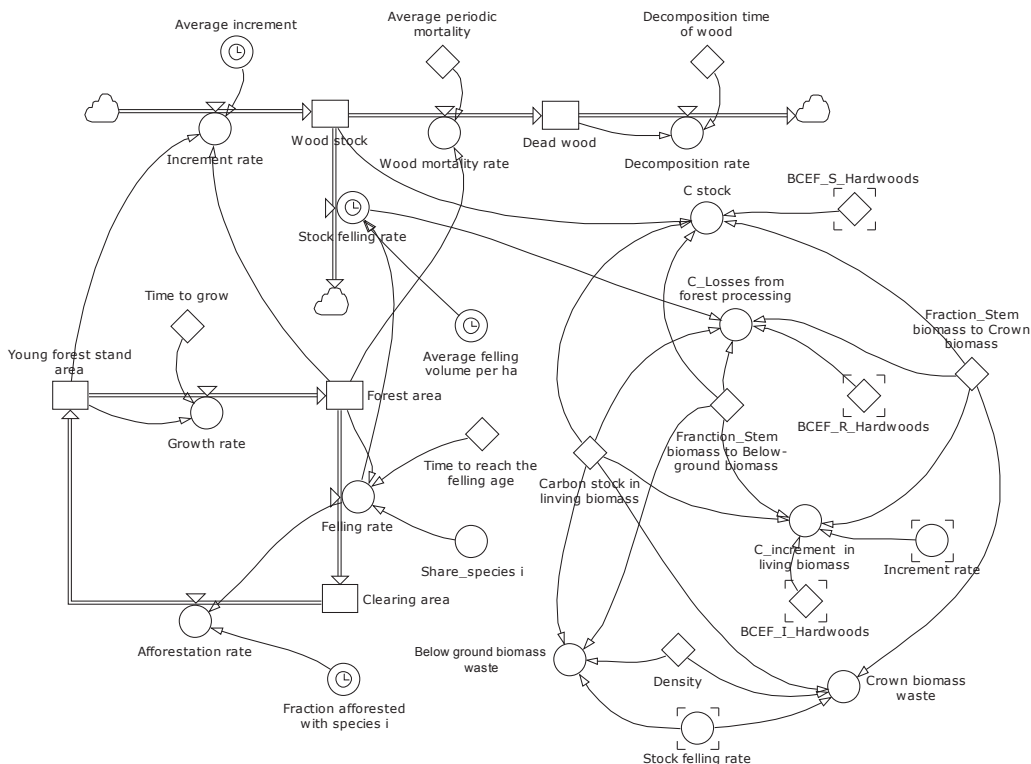 Average increment
Average periodic
mortality
Decomposition time
of wood
Wood stock
Dead wood
Increment rate
Wood mortality rate
Decomposition rate
BCEF_S_Hardwoods
C stock
Stock felling rate
C_Losses from
forest processing
Time to grow
Fraction_Stem
biomass to Crown
biomass
Average felling
volume per ha
Young forest stand
area
Forest area
BCEF_R_Hardwoods
Growth rate
Franction_Stem
biomass to Below-
ground biomass
Time to reach the
felling age
Carbon stock in
linving biomass
Felling rate
C_increment in
living biomass
Increment rate
Share_species i
Clearing area
BCEF_I_Hardwoods
Afforestation rate
Below ground biomass
waste
Density
Crown biomass
waste
Fraction afforested
with species i
Stock felling rate